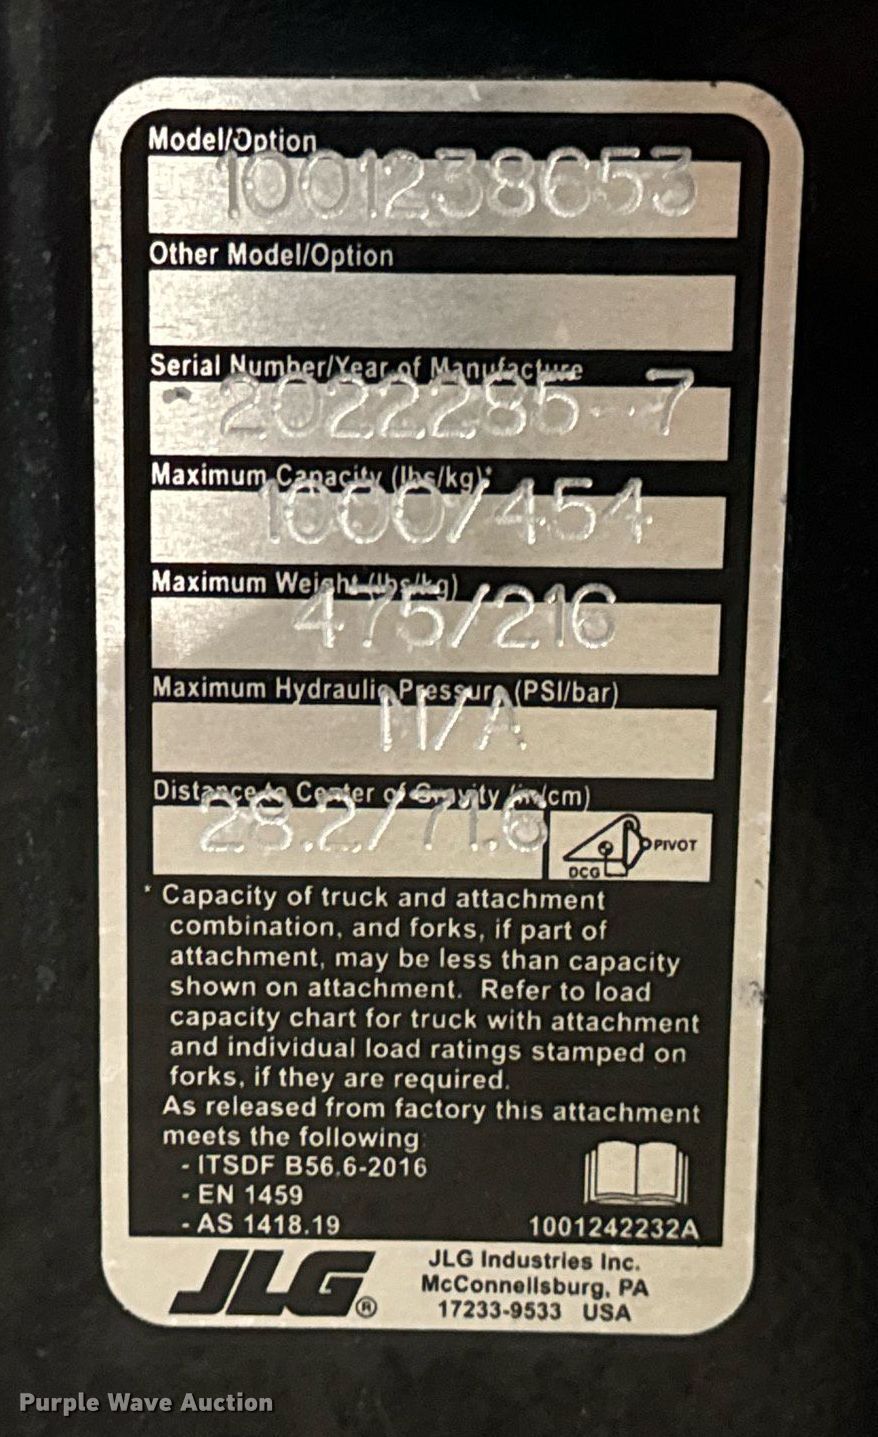 Model/Option
1001238653
Other Model/Option
Serial Number/Year of Manufacture
2022285-7
Maximum Capacity (lbs/kg)*
1000/454
Maximum Weight (lbs/kg)
475/216
Maximum Hydraulic Pressure (PSI/bar)
N/A
Distance to Center of Gravity (in/cm)
28.2/71.6
PIVOT
DCG
* Capacity of truck and attachment
combination, and forks, if part of
attachment, may be less than capacity
shown on attachment. Refer to load
capacity chart for truck with attachment
and individual load ratings stamped on
forks, if they are required.
As released from factory this attachment
meets the following:
- ITSDF B56.6-2016
- EN 1459
- AS 1418.19
1001242232A
JLG®
JLG Industries Inc.
McConnellsburg, PA
17233-9533 USA
Purple Wave Auction